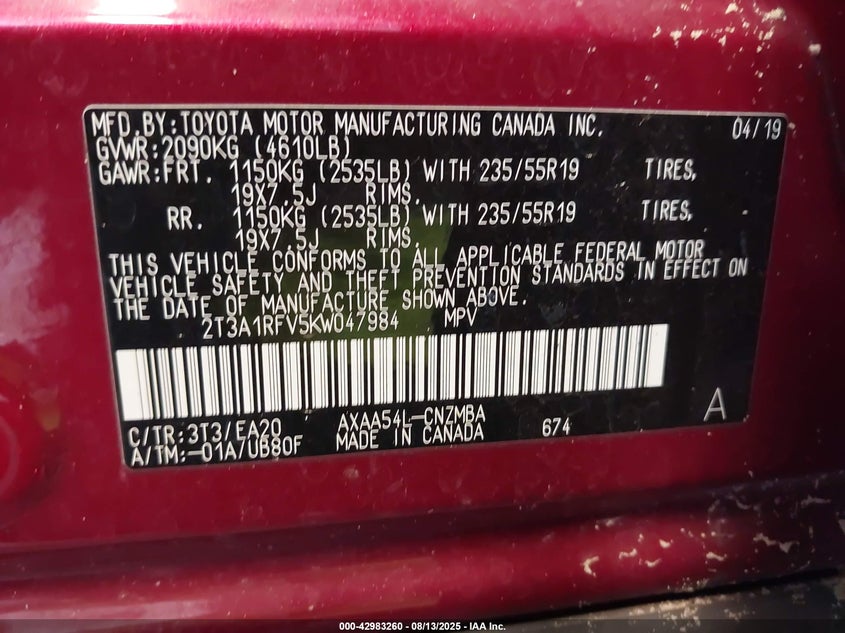 MFD.BY:TOYOTA MOTOR MANUFACTURING CANADA INC. 04/19
GVWR:2090KG (4610LB)
GAWR:FRT. 1150KG (2535LB) WITH 235/55R19 TIRES,
19X7.5J RIMS.
RR. 1150KG (2535LB) WITH 235/55R19 TIRES,
19X7.5J RIMS.
THIS VEHICLE CONFORMS TO ALL APPLICABLE FEDERAL MOTOR
VEHICLE SAFETY AND THEFT PREVENTION STANDARDS IN EFFECT ON
THE DATE OF MANUFACTURE SHOWN ABOVE.
2T3A1RFV5KW047984 MPV
C/TR:3T3/EA20 AXAA54L-CNZMBA 674 A
A/TM:-01A/UB80F MADE IN CANADA
000-42983260 - 08/13/2025 - IAA Inc.